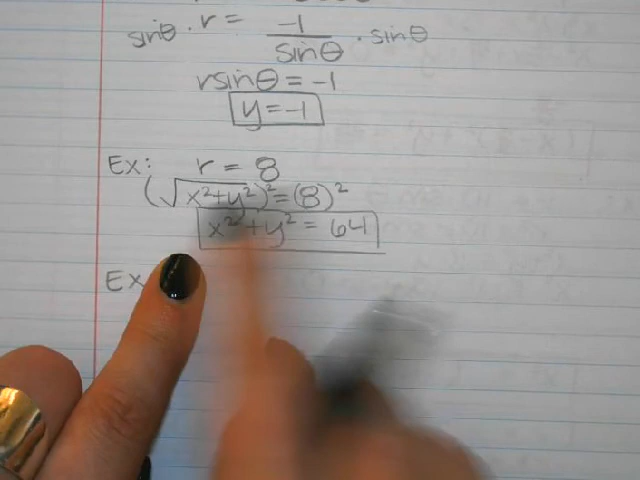 sinθ · r = -1/sinθ · sinθ
rsinθ = -1
y = -1
Ex: r = 8
(√x²+y²)² = (8)²
x² + y² = 64
Ex